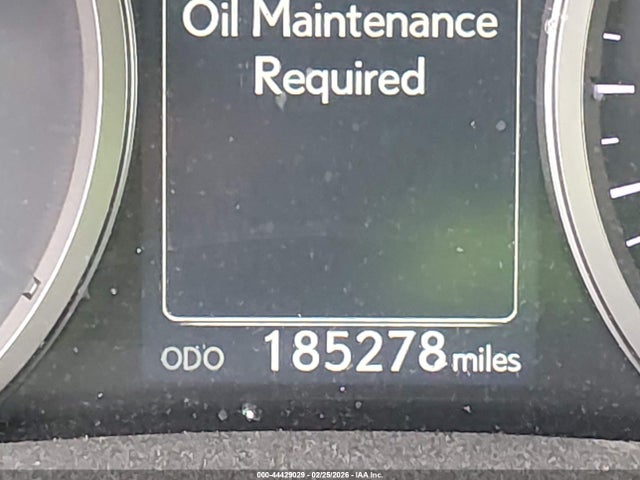 Oil Maintenance
Required
ODO 185278 miles
000-44429029 - 02/25/2026 - IAA Inc.